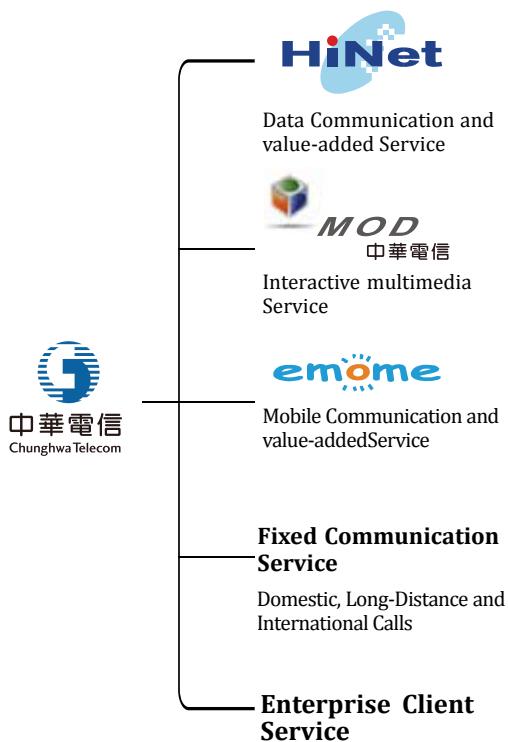 HiNet
Data Communication and
value-added Service
MOD
中華電信
Interactive multimedia
Service
emome
Mobile Communication and
value-addedService
中華電信
Chunghwa Telecom
Fixed Communication
Service
Domestic, Long-Distance and
International Calls
Enterprise Client
Service